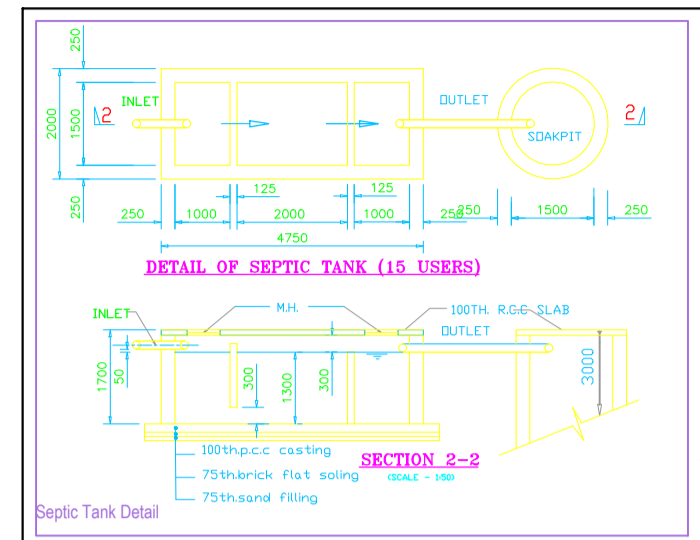 250
2000
1500
250
INLET
2
OUTLET
2
SOAKPIT
125
125
250
1000
2000
1000
250
250
1500
250
4750
DETAIL OF SEPTIC TANK (15 USERS)
INLET
M.H.
100TH. R.C.C SLAB
OUTLET
1700
50
300
1300
300
3000
100th.p.c.c casting
75th.brick flat soling
75th.sand filling
SECTION 2-2
(SCALE - 1:50)
Septic Tank Detail